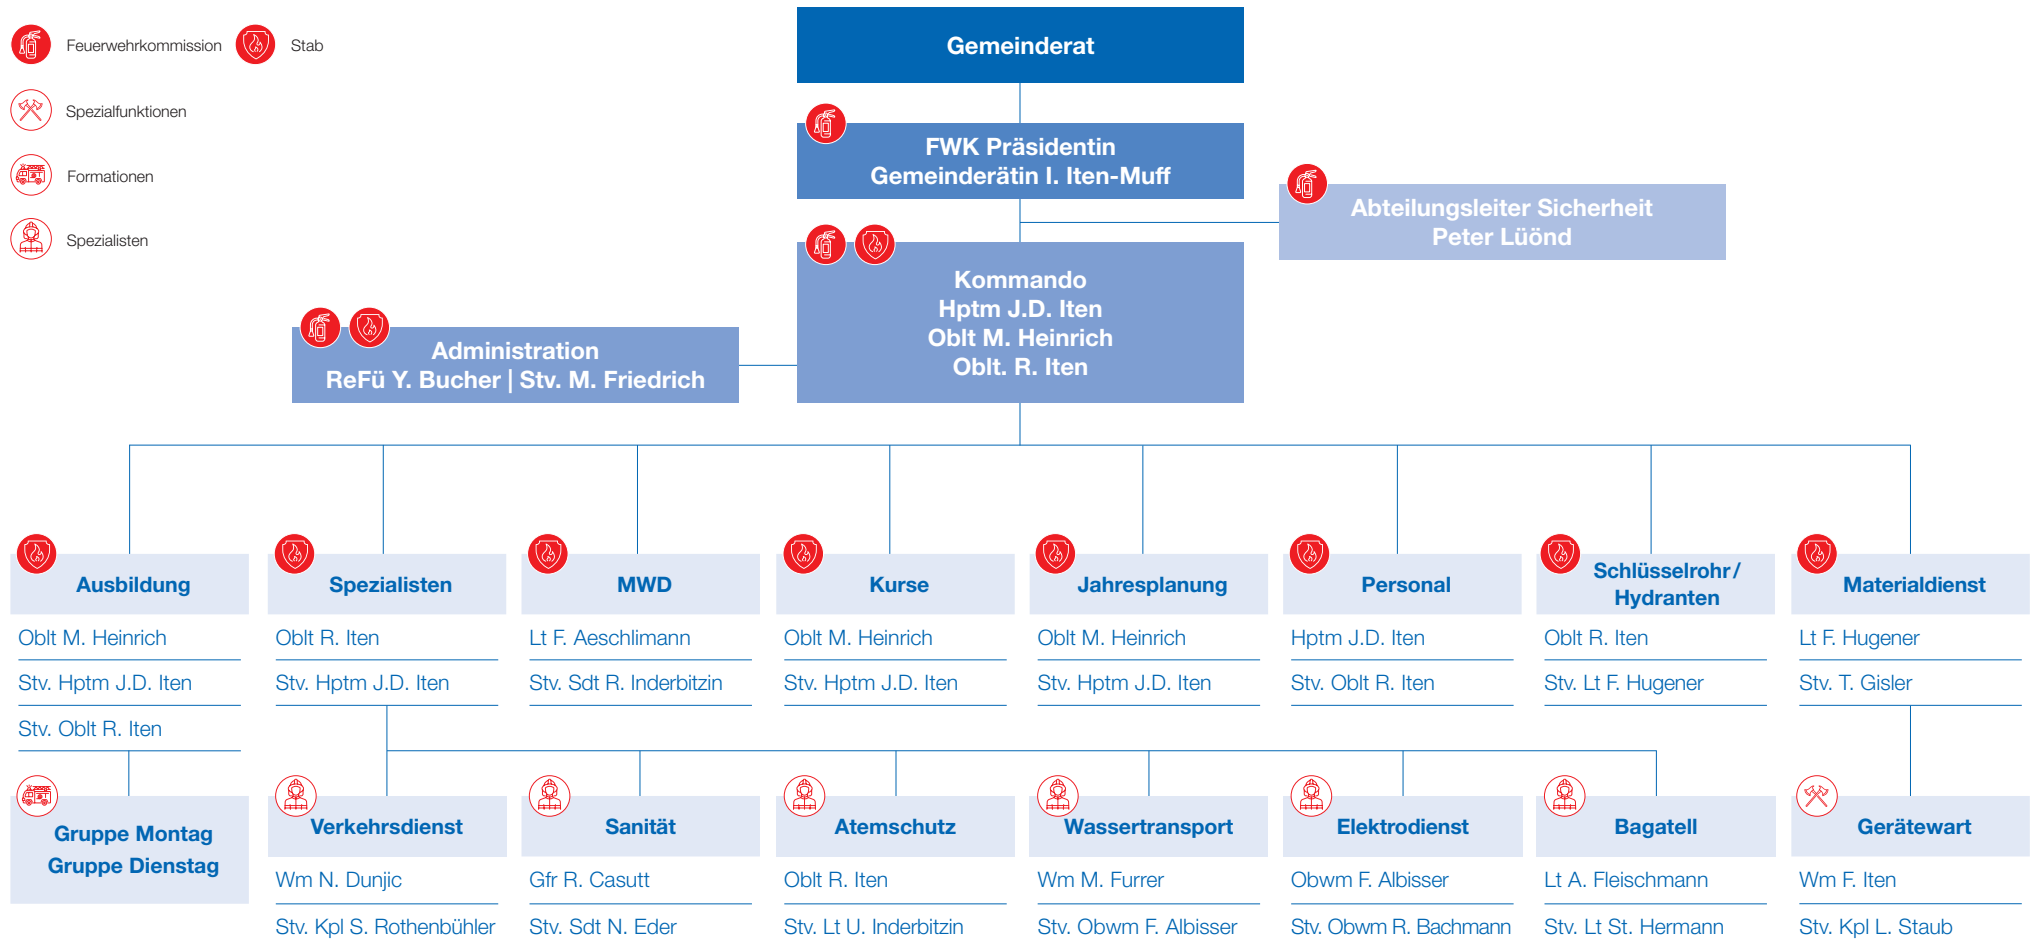 Feuerwehrkommission
Stab
Spezialfunktionen
Formationen
Spezialisten
Gemeinderat
FWK Präsidentin
Gemeinderätin I. Iten-Muff
Abteilungsleiter Sicherheit
Peter Lüönd
Kommando
Hptm J.D. Iten
Oblt M. Heinrich
Oblt. R. Iten
Administration
ReFü Y. Bucher | Stv. M. Friedrich
Ausbildung
Oblt M. Heinrich
Stv. Hptm J.D. Iten
Stv. Oblt R. Iten
Spezialisten
Oblt R. Iten
Stv. Hptm J.D. Iten
MWD
Lt F. Aeschlimann
Stv. Sdt R. Inderbitzin
Kurse
Oblt M. Heinrich
Stv. Hptm J.D. Iten
Jahresplanung
Oblt M. Heinrich
Stv. Hptm J.D. Iten
Personal
Hptm J.D. Iten
Stv. Oblt R. Iten
Schlüsselrohr/
Hydranten
Oblt R. Iten
Stv. Lt F. Hugener
Materialdienst
Lt F. Hugener
Stv. T. Gisler
Gruppe Montag
Gruppe Dienstag
Verkehrsdienst
Wm N. Dunjic
Stv. Kpl S. Rothenbühler
Sanität
Gfr R. Casutt
Stv. Sdt N. Eder
Atemschutz
Oblt R. Iten
Stv. Lt U. Inderbitzin
Wassertransport
Wm M. Furrer
Stv. Obwm F. Albisser
Elektrodienst
Obwm F. Albisser
Stv. Obwm R. Bachmann
Bagatell
Lt A. Fleischmann
Stv. Lt St. Hermann
Gerätewart
Wm F. Iten
Stv. Kpl L. Staub